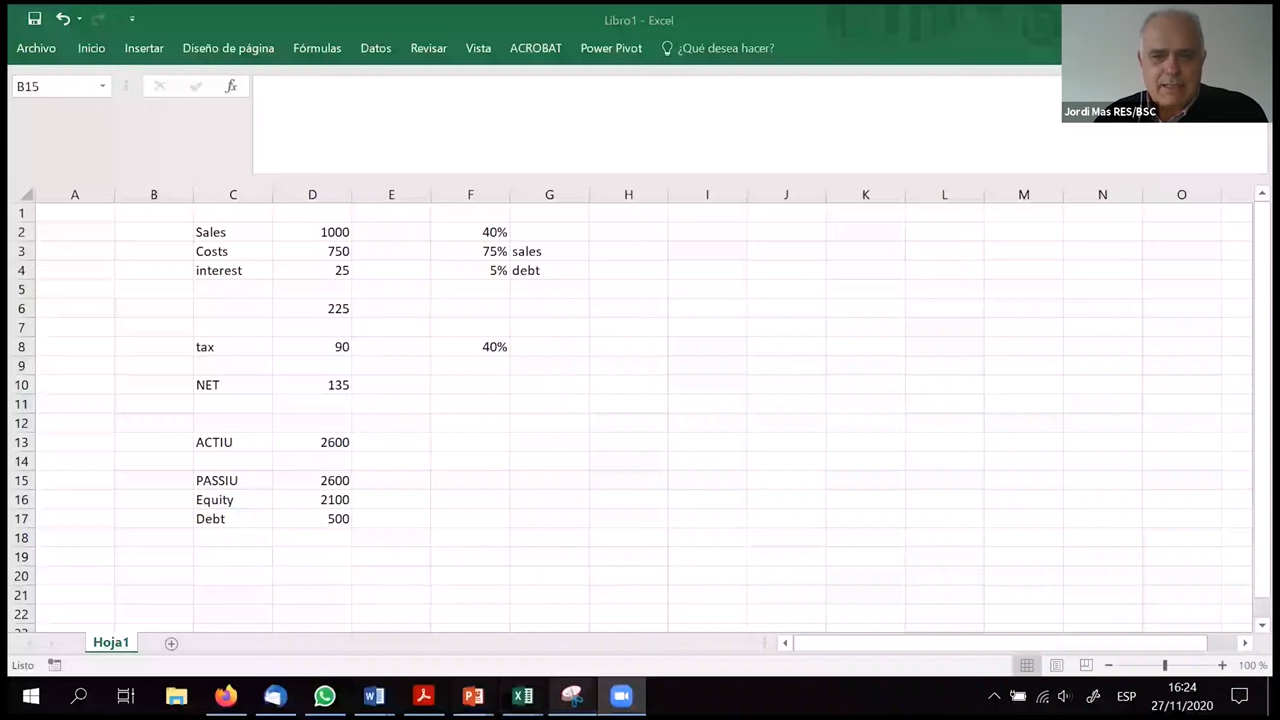 Libro1 - Excel
Archivo Inicio Insertar Diseño de página Fórmulas Datos Revisar Vista ACROBAT Power Pivot ¿Qué desea hacer?
B15 fx
Jordi Mas RES/BSC
A B C D E F G H I J K L M N O
1
2 Sales 1000 40%
3 Costs 750 75% sales
4 interest 25 5% debt
5
6 225
7
8 tax 90 40%
9
10 NET 135
11
12
13 ACTIU 2600
14
15 PASSIU 2600
16 Equity 2100
17 Debt 500
18
19
20
21
22
Hoja1
Listo 100 %
ESP 16:24
27/11/2020